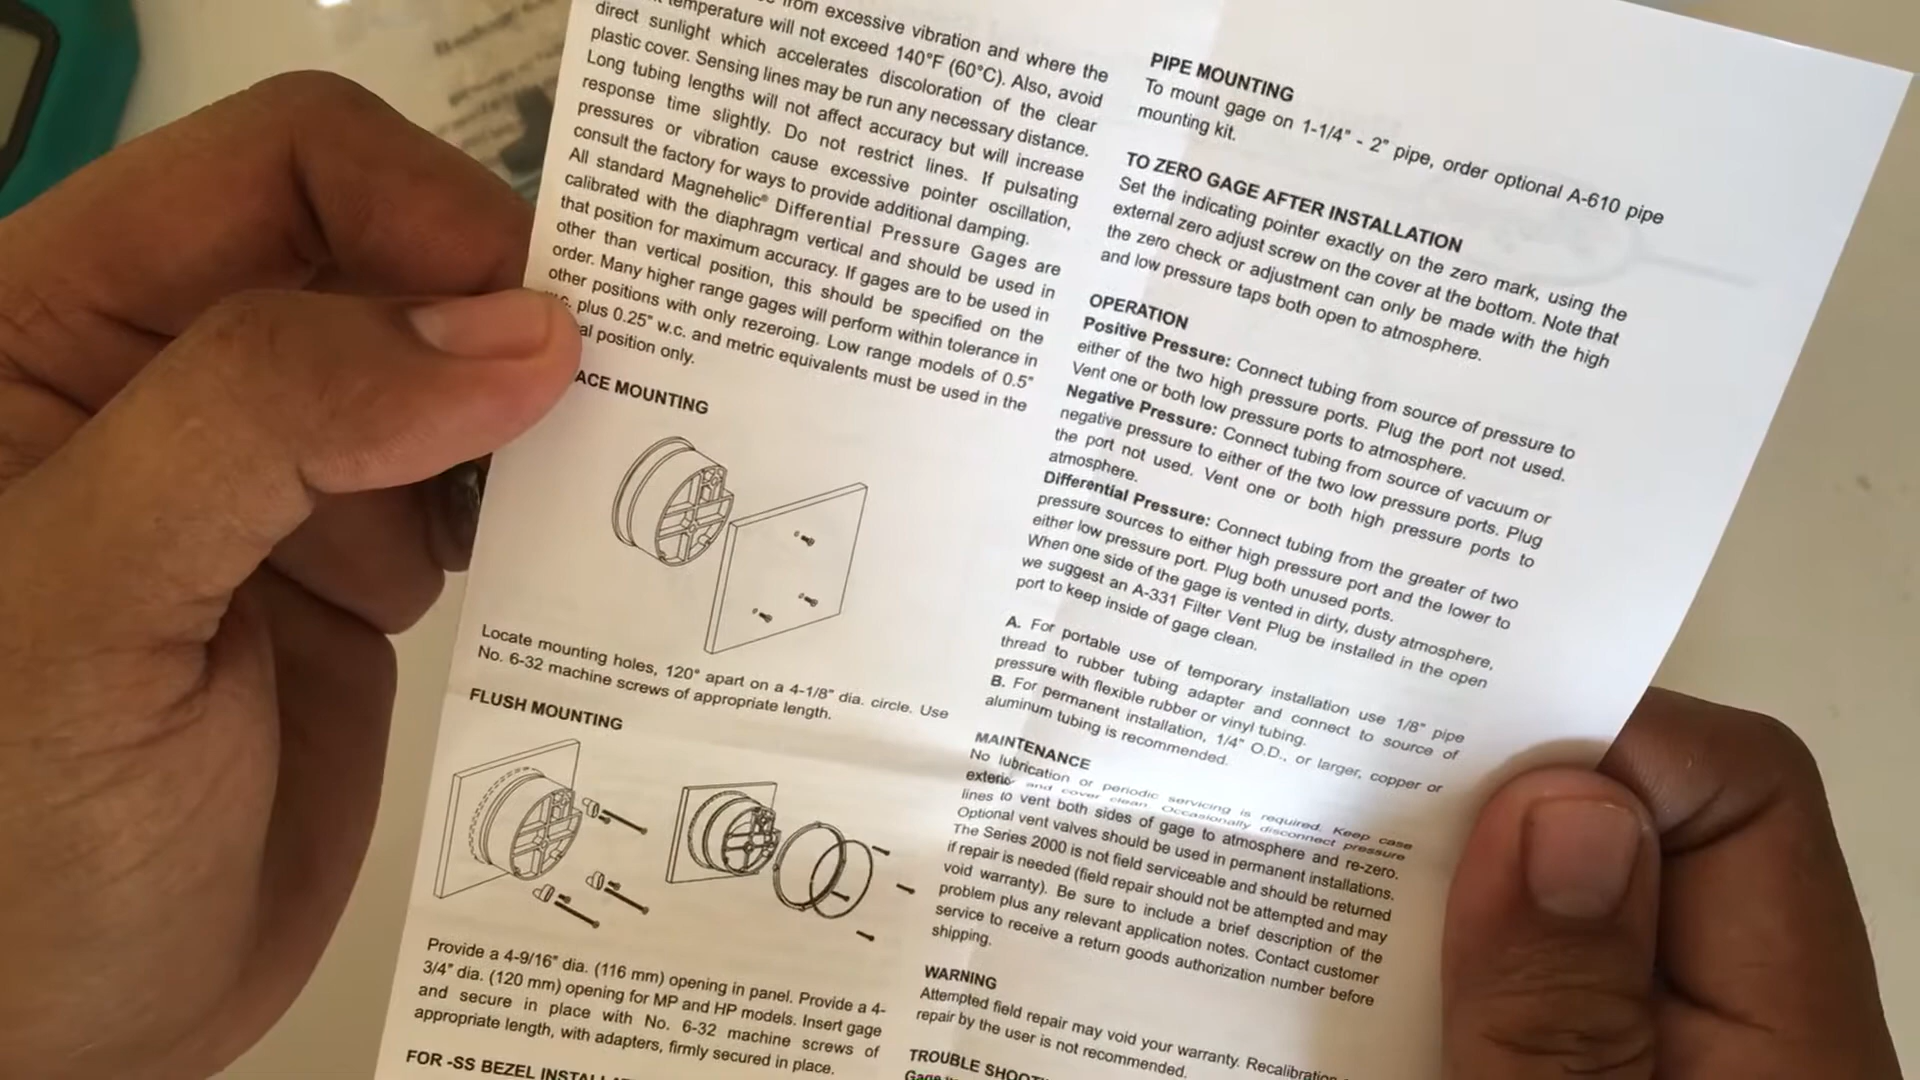 from excessive vibration and where the
temperature will not exceed 140°F (60°C). Also, avoid
direct sunlight which accelerates discoloration of the clear
plastic cover. Sensing lines may be run any necessary distance.
Long tubing lengths will not affect accuracy but will increase
response time slightly. Do not restrict lines. If pulsating
pressures or vibration cause excessive pointer oscillation,
consult the factory for ways to provide additional damping.
All standard Magnehelic® Differential Pressure Gages are
calibrated with the diaphragm vertical and should be used in
that position for maximum accuracy. If gages are to be used in
other than vertical position, this should be specified on the
order. Many higher range gages will perform within tolerance in
other positions with only rezeroing. Low range models of 0.5"
plus 0.25" w.c. and metric equivalents must be used in the
position only.
ACE MOUNTING
Locate mounting holes, 120° apart on a 4-1/8" dia. circle. Use
No. 6-32 machine screws of appropriate length.
FLUSH MOUNTING
Provide a 4-9/16" dia. (116 mm) opening in panel. Provide a 4-
3/4" dia. (120 mm) opening for MP and HP models. Insert gage
and secure in place with No. 6-32 machine screws of
appropriate length, with adapters, firmly secured in place.
FOR -SS BEZEL
PIPE MOUNTING
To mount gage on 1-1/4" - 2" pipe, order optional A-610 pipe
mounting kit.
TO ZERO GAGE AFTER INSTALLATION
Set the indicating pointer exactly on the zero mark, using the
external zero adjust screw on the cover at the bottom. Note that
the zero check or adjustment can only be made with the high
and low pressure taps both open to atmosphere.
OPERATION
Positive Pressure: Connect tubing from source of pressure to
either of the two high pressure ports. Plug the port not used.
Vent one or both low pressure ports to atmosphere.
Negative Pressure: Connect tubing from source of vacuum or
negative pressure to either of the two low pressure ports. Plug
the port not used. Vent one or both high pressure ports to
atmosphere.
Differential Pressure: Connect tubing from the greater of two
pressure sources to either high pressure port and the lower to
either low pressure port. Plug both unused ports.
When one side of the gage is vented in dirty, dusty atmosphere,
we suggest an A-331 Filter Vent Plug be installed in the open
port to keep inside of gage clean.
A. For portable use of temporary installation use 1/8" pipe
thread to rubber tubing adapter and connect to source of
pressure with flexible rubber or vinyl tubing.
B. For permanent installation, 1/4" O.D., or larger, copper or
aluminum tubing is recommended.
MAINTENANCE
No lubrication or periodic servicing is required. Keep case
exterior and cover clean. Occasionally disconnect pressure
lines to vent both sides of gage to atmosphere and re-zero.
Optional vent valves should be used in permanent installations.
The Series 2000 is not field serviceable and should be returned
if repair is needed (field repair should not be attempted and may
void warranty). Be sure to include a brief description of the
problem plus any relevant application notes. Contact customer
service to receive a return goods authorization number before
shipping.
WARNING
Attempted field repair may void your warranty. Recalibration
repair by the user is not recommended.
TROUBLE